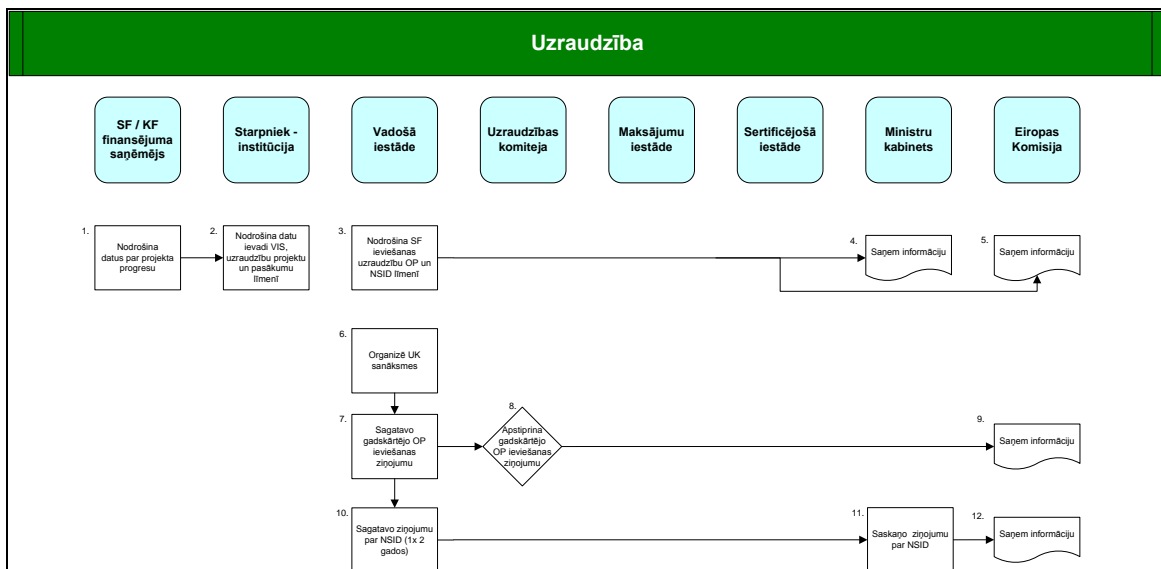 Uzraudzība
SF / KF
finansējuma
saņēmējs
Starpniek -
institūcija
Vadošā
iestāde
Uzraudzības
komiteja
Maksājumu
iestāde
Sertificējošā
iestāde
Ministru
kabinets
Eiropas
Komisija
1.
Nodrošina
datus par projekta
progresu
2.
Nodrošina datu
ievadi VIS,
uzraudzību projektu
un pasākumu
līmenī
3.
Nodrošina SF
ieviešanas
uzraudzību OP un
NSID līmenī
4.
Saņem informāciju
5.
Saņem informāciju
6.
Organizē UK
sanāksmes
7.
Sagatavo
gadskārtējo OP
ieviešanas
ziņojumu
8.
Apstiprina
gadskārtējo
OP ieviešanas
ziņojumu
9.
Saņem informāciju
10.
Sagatavo ziņojumu
par NSID (1x 2
gados)
11.
Saskaņo ziņojumu
par NSID
12.
Saņem informāciju